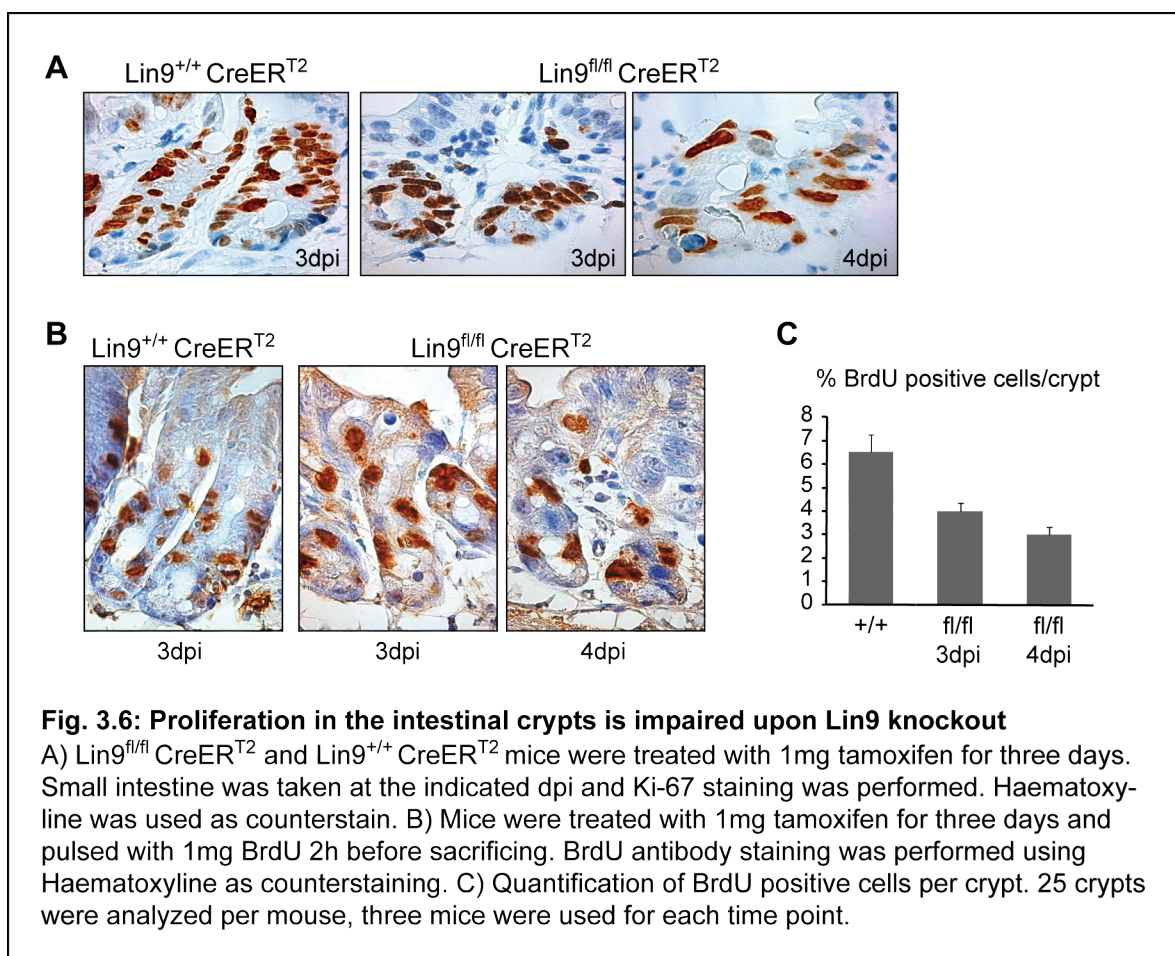 A
Lin9+/+ CreERT2
Lin9fl/fl CreERT2
3dpi
3dpi
4dpi
B
Lin9+/+ CreERT2
Lin9fl/fl CreERT2
3dpi
3dpi
4dpi
C
% BrdU positive cells/crypt
8
7
6
5
4
3
2
1
0
+/+
fl/fl
3dpi
fl/fl
4dpi
Fig. 3.6: Proliferation in the intestinal crypts is impaired upon Lin9 knockout
A) Lin9fl/fl CreERT2 and Lin9+/+ CreERT2 mice were treated with 1mg tamoxifen for three days.
Small intestine was taken at the indicated dpi and Ki-67 staining was performed. Haematoxy-
line was used as counterstain. B) Mice were treated with 1mg tamoxifen for three days and
pulsed with 1mg BrdU 2h before sacrificing. BrdU antibody staining was performed using
Haematoxyline as counterstaining. C) Quantification of BrdU positive cells per crypt. 25 crypts
were analyzed per mouse, three mice were used for each time point.